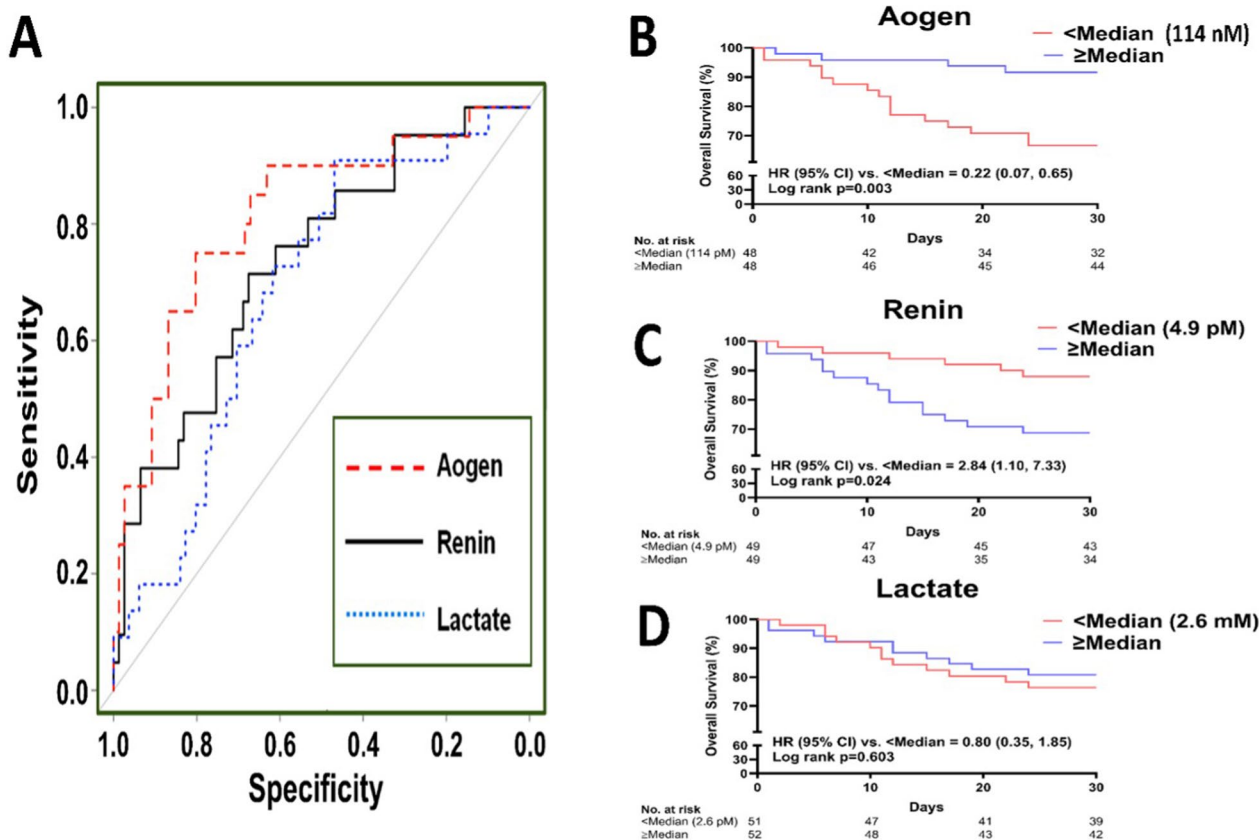 A
Sensitivity
1.0
0.8
0.6
0.4
0.2
0.0
1.0 0.8 0.6 0.4 0.2 0.0
Specificity
Aogen
Renin
Lactate
B
Aogen
<Median (114 nM)
≥Median
Overall Survival (%)
100
90
80
70
60
30
0
HR (95% CI) vs. <Median = 0.22 (0.07, 0.65)
Log rank p=0.003
0 10 20 30
Days
No. at risk
<Median (114 pM) 48 42 34 32
≥Median 48 46 45 44
C
Renin
<Median (4.9 pM)
≥Median
Overall Survival (%)
100
90
80
70
60
30
0
HR (95% CI) vs. <Median = 2.84 (1.10, 7.33)
Log rank p=0.024
0 10 20 30
Days
No. at risk
<Median (4.9 pM) 49 47 45 43
≥Median 49 43 35 34
D
Lactate
<Median (2.6 mM)
≥Median
Overall Survival (%)
100
90
80
70
60
30
0
HR (95% CI) vs. <Median = 0.80 (0.35, 1.85)
Log rank p=0.603
0 10 20 30
Days
No. at risk
<Median (2.6 pM) 51 47 41 39
≥Median 52 48 43 42